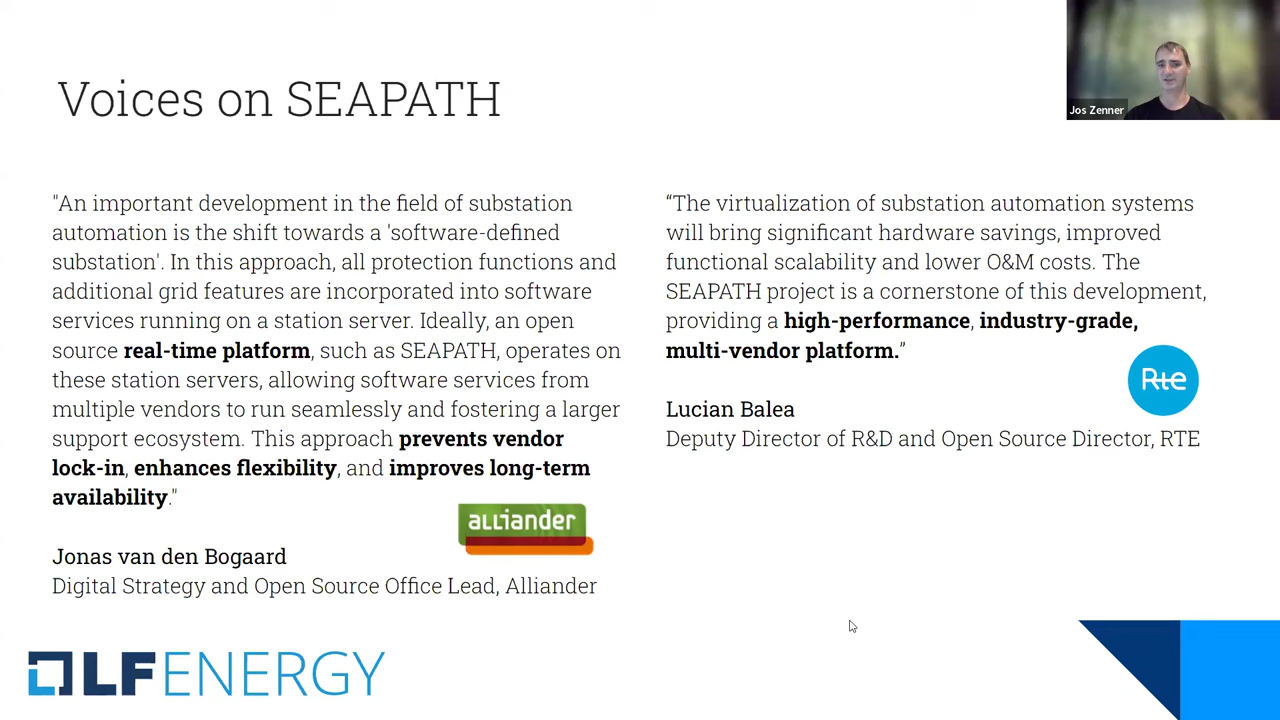 Voices on SEAPATH
Jos Zenner
"An important development in the field of substation
automation is the shift towards a 'software-defined
substation'. In this approach, all protection functions and
additional grid features are incorporated into software
services running on a station server. Ideally, an open
source real-time platform, such as SEAPATH, operates on
these station servers, allowing software services from
multiple vendors to run seamlessly and fostering a larger
support ecosystem. This approach prevents vendor
lock-in, enhances flexibility, and improves long-term
availability."
alliander
Jonas van den Bogaard
Digital Strategy and Open Source Office Lead, Alliander
“The virtualization of substation automation systems
will bring significant hardware savings, improved
functional scalability and lower O&M costs. The
SEAPATH project is a cornerstone of this development,
providing a high-performance, industry-grade,
multi-vendor platform.”
Rte
Lucian Balea
Deputy Director of R&D and Open Source Director, RTE
LFENERGY